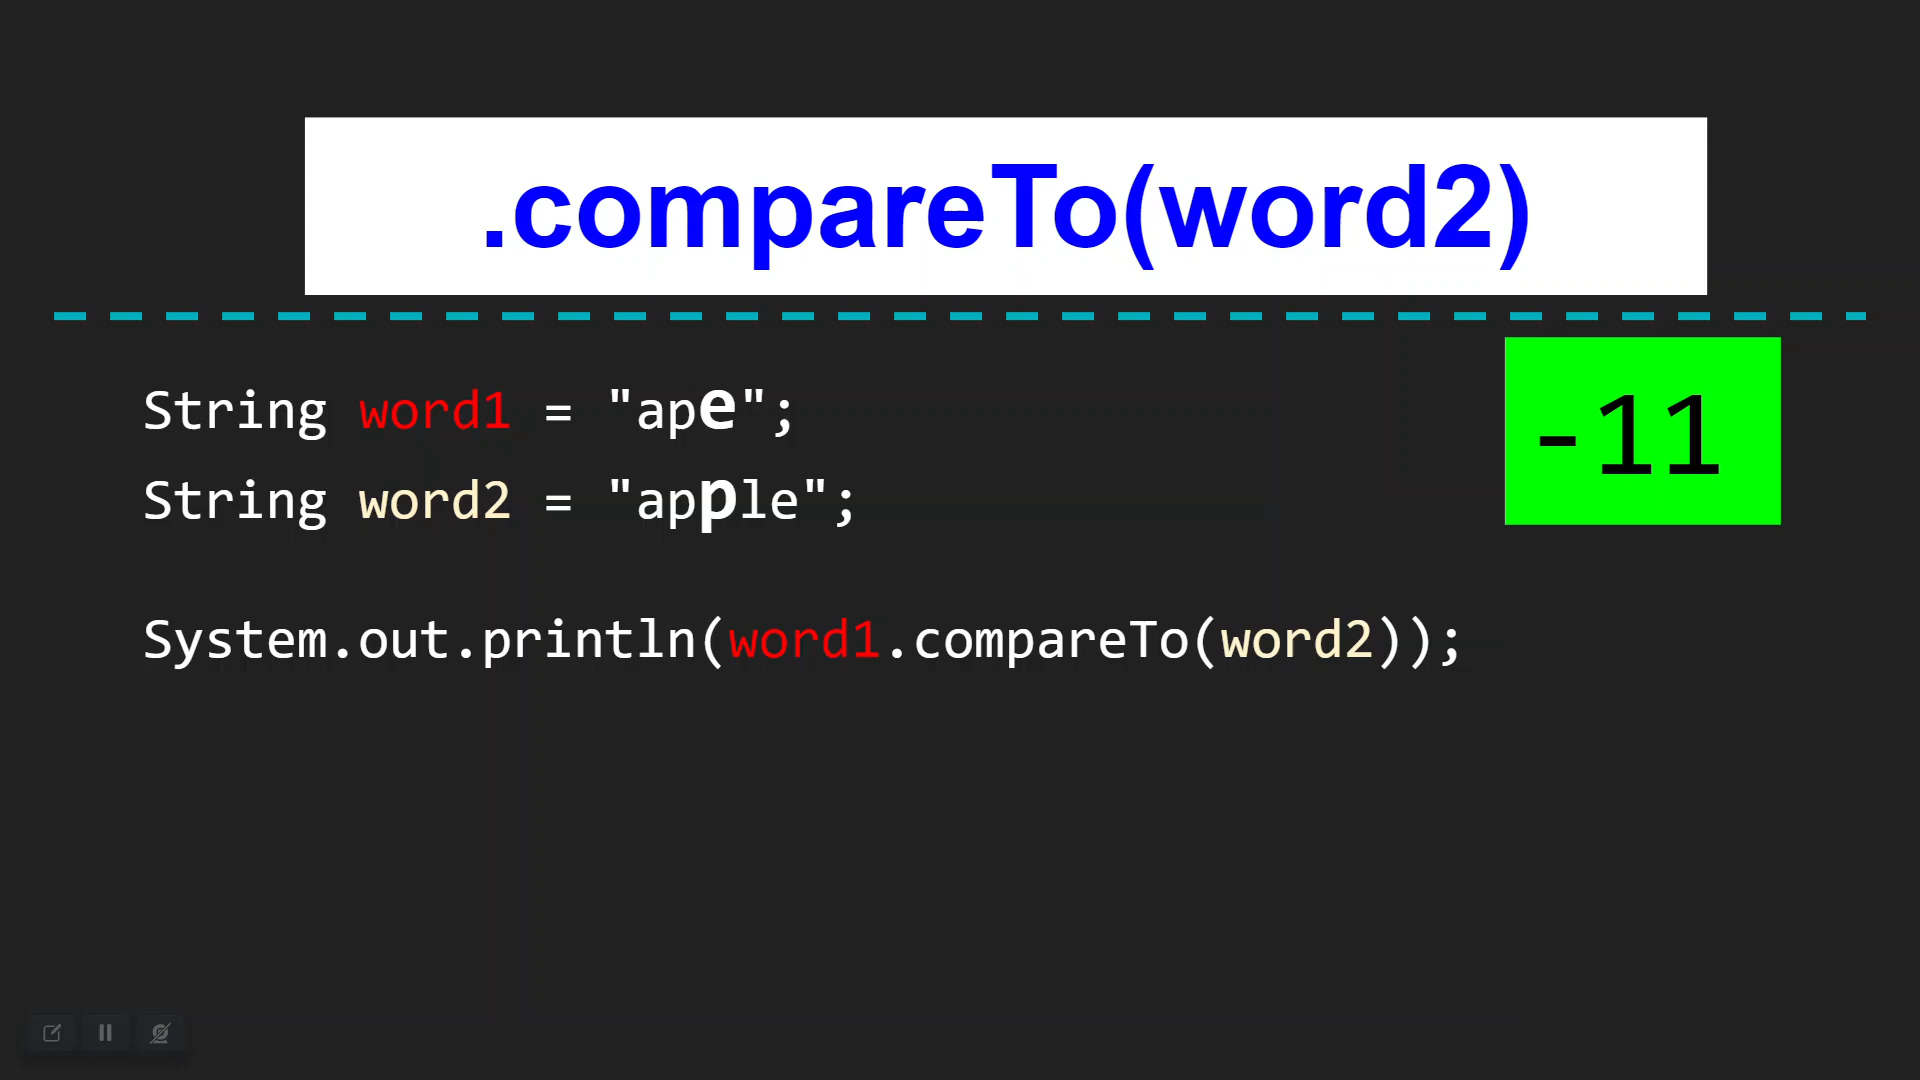 .compareTo(word2)
String word1 = "ape";
-11
String word2 = "apple";
System.out.println(word1.compareTo(word2));